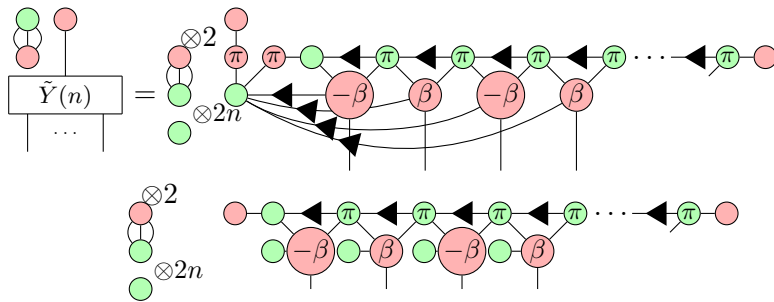 ⊗2
π π π π π π ··· π
Ỹ(n) = −β β −β β
··· ⊗2n
⊗2
π π π π ··· π
−β β −β β
⊗2n